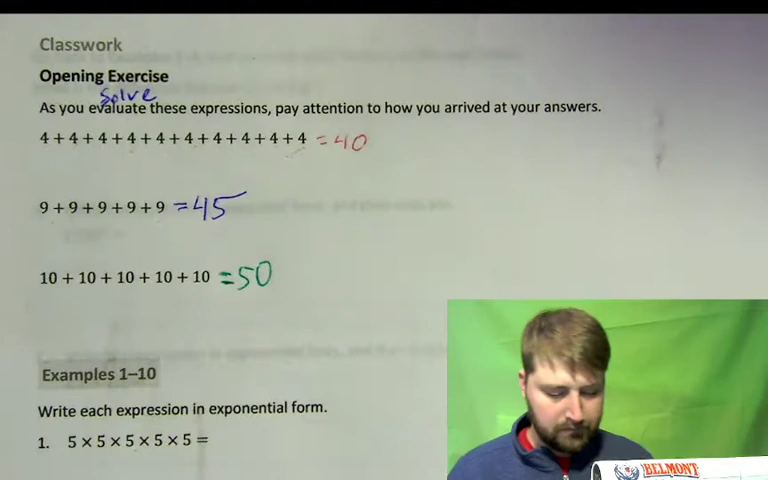 Classwork
Opening Exercise
solve
As you evaluate these expressions, pay attention to how you arrived at your answers.
4 + 4 + 4 + 4 + 4 + 4 + 4 + 4 + 4 + 4 = 40
9 + 9 + 9 + 9 + 9 = 45
10 + 10 + 10 + 10 + 10 = 50
Examples 1–10
Write each expression in exponential form.
1. 5 × 5 × 5 × 5 × 5 =
BELMONT